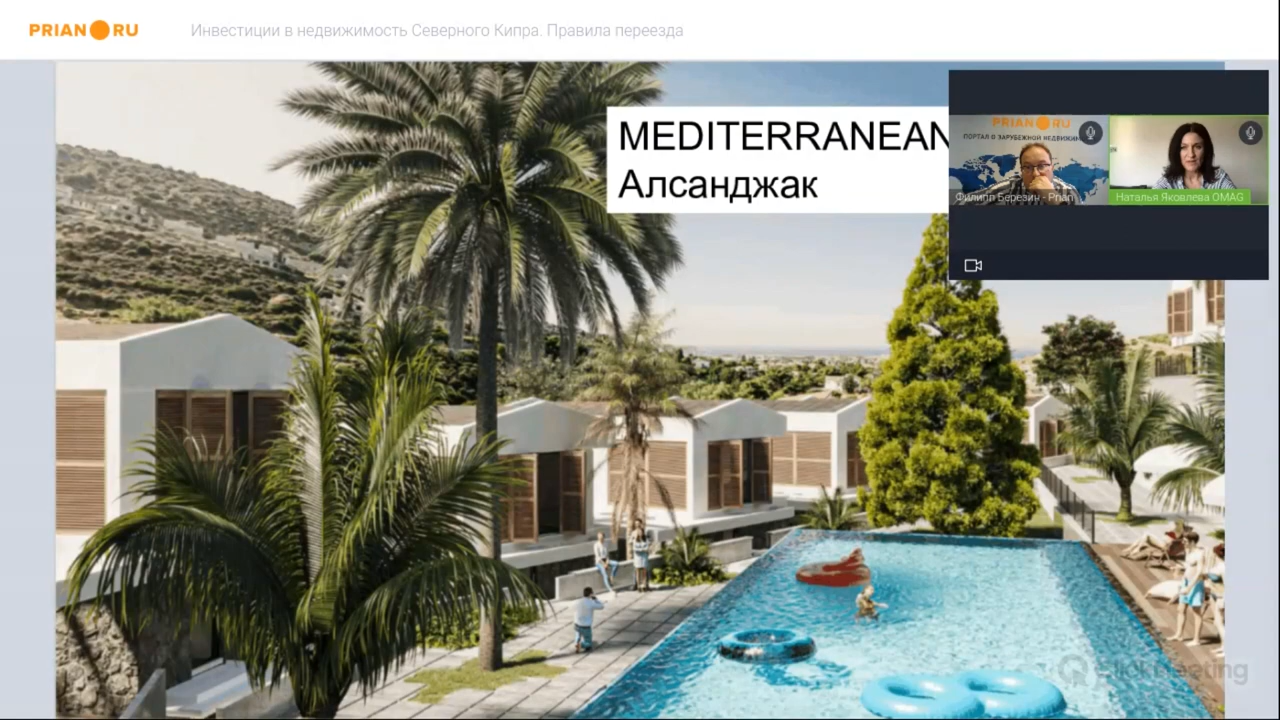 PRIAN RU
Инвестиции в недвижимость Северного Кипра. Правила переезда
MEDITERRANEAN
Алсанджак
PRIAN RU
ПОРТАЛ О ЗАРУБЕЖНОЙ
Филипп Березин - Prian
Наталья Яковлева OMAG
ClickMeeting